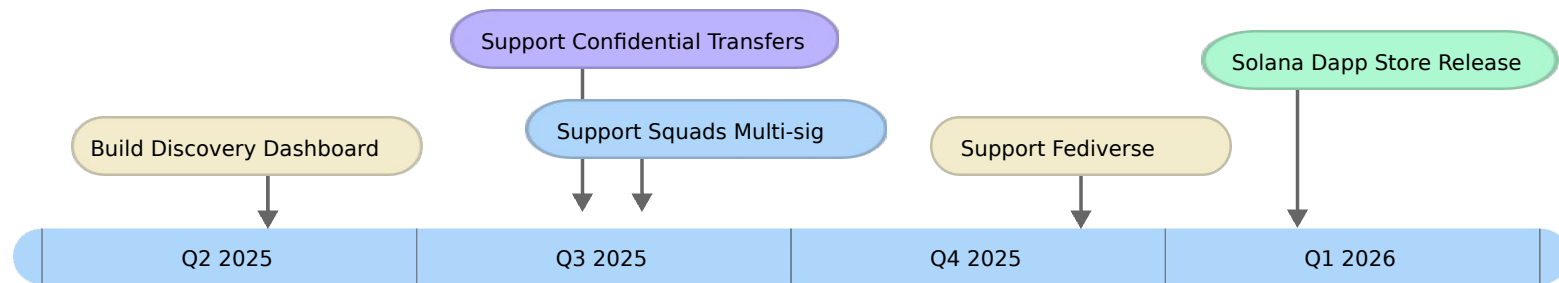 Support Confidential Transfers
Solana Dapp Store Release
Support Squads Multi-sig
Build Discovery Dashboard
Support Fediverse
Q2 2025
Q3 2025
Q4 2025
Q1 2026